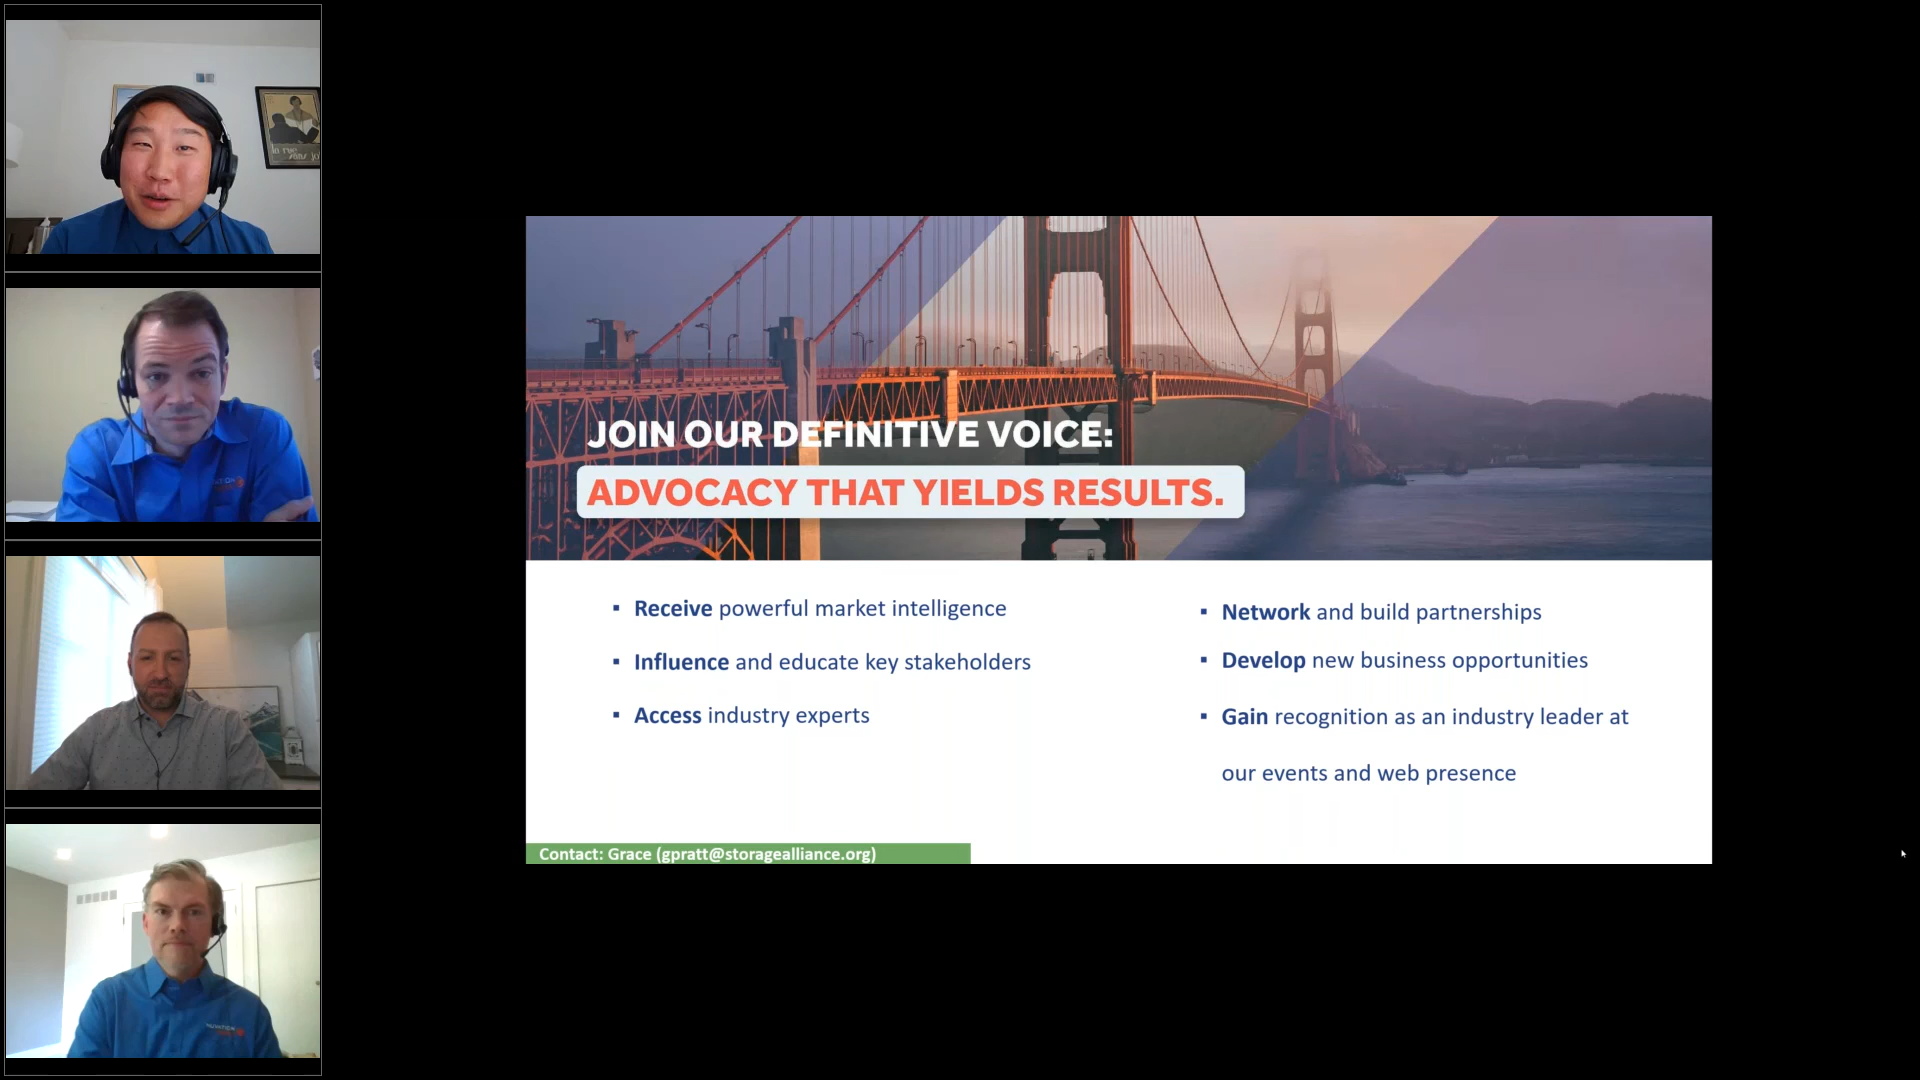 la rue
JOIN OUR DEFINITIVE VOICE:
ADVOCACY THAT YIELDS RESULTS.
▪ Receive powerful market intelligence
▪ Influence and educate key stakeholders
▪ Access industry experts
▪ Network and build partnerships
▪ Develop new business opportunities
▪ Gain recognition as an industry leader at
our events and web presence
Contact: Grace (gpratt@storagealliance.org)